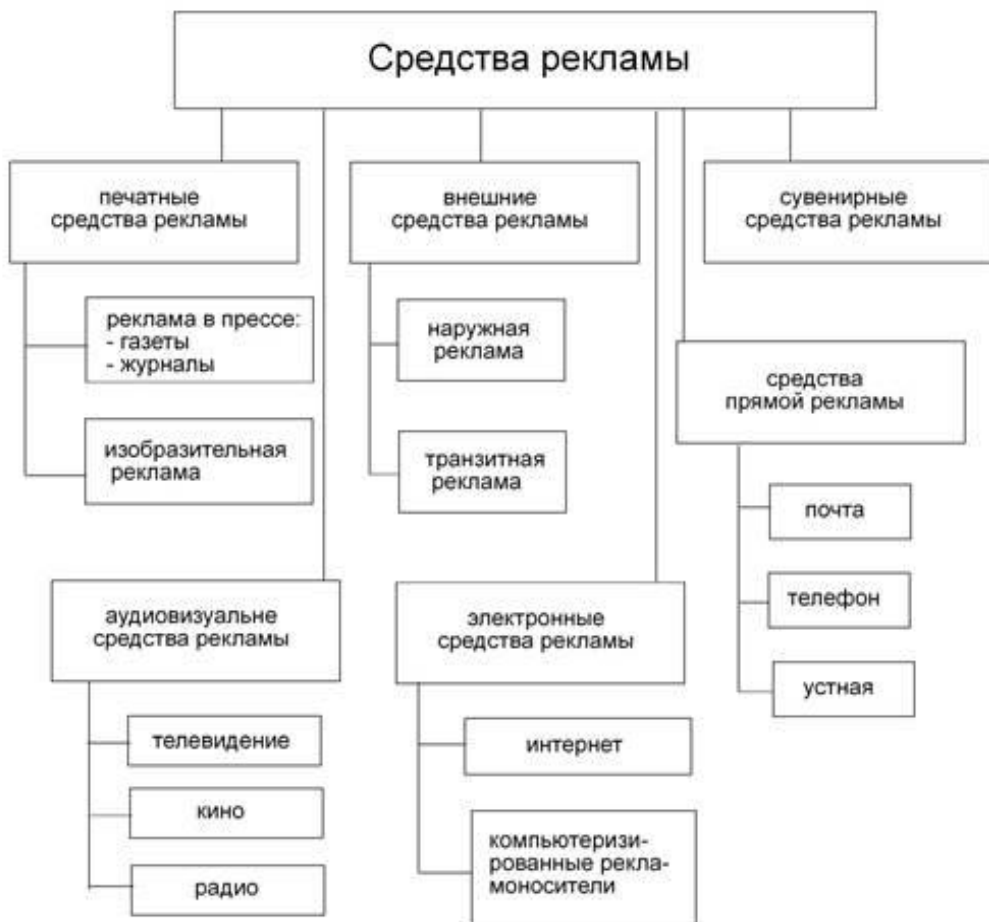 Средства рекламы
печатные
средства рекламы
внешние
средства рекламы
сувенирные
средства рекламы
реклама в прессе:
- газеты
- журналы
изобразительная
реклама
наружная
реклама
транзитная
реклама
средства
прямой рекламы
почта
телефон
устная
аудиовизуальне
средства рекламы
телевидение
кино
радио
электронные
средства рекламы
интернет
компьютеризи-
рованные рекла-
моносители